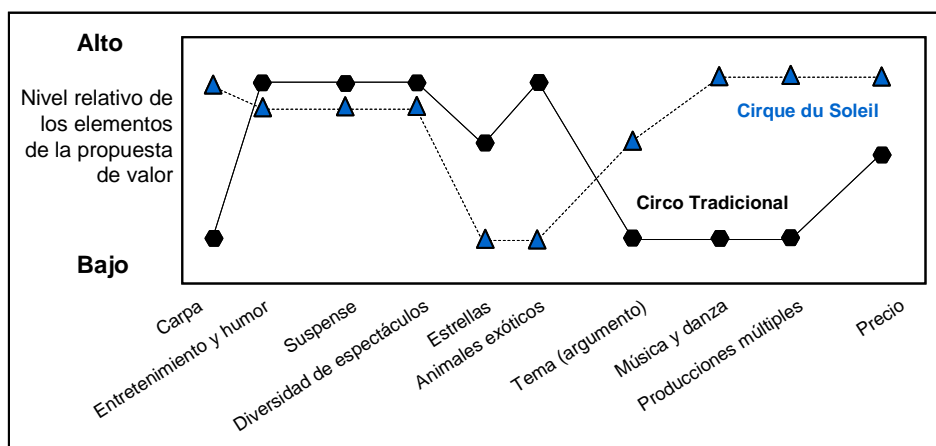 Alto
Nivel relativo de
los elementos
de la propuesta
de valor
Bajo
Cirque du Soleil
Circo Tradicional
Carpa
Entretenimiento y humor
Suspense
Diversidad de espectáculos
Estrellas
Animales exóticos
Tema (argumento)
Música y danza
Producciones múltiples
Precio